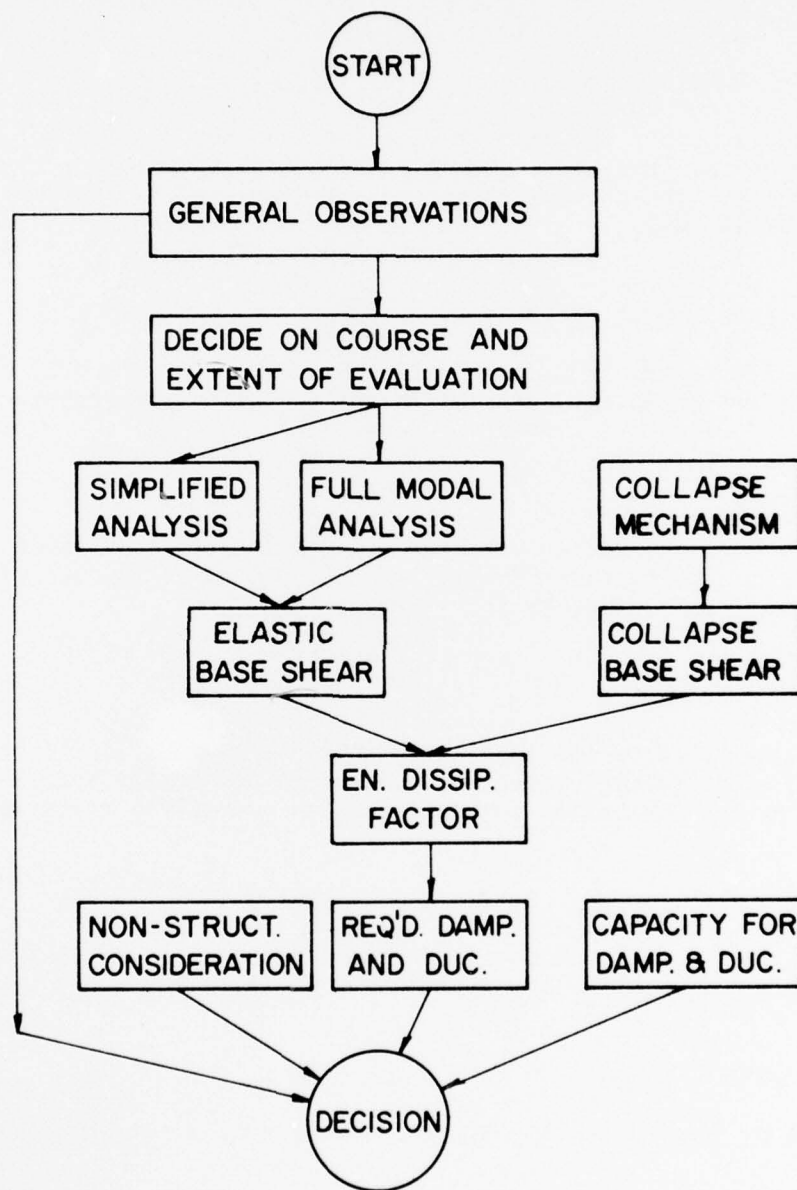 START
GENERAL OBSERVATIONS
DECIDE ON COURSE AND
EXTENT OF EVALUATION
SIMPLIFIED
ANALYSIS
FULL MODAL
ANALYSIS
COLLAPSE
MECHANISM
ELASTIC
BASE SHEAR
COLLAPSE
BASE SHEAR
EN. DISSIP.
FACTOR
NON-STRUCT.
CONSIDERATION
REQ'D. DAMP.
AND DUC.
CAPACITY FOR
DAMP. & DUC.
DECISION